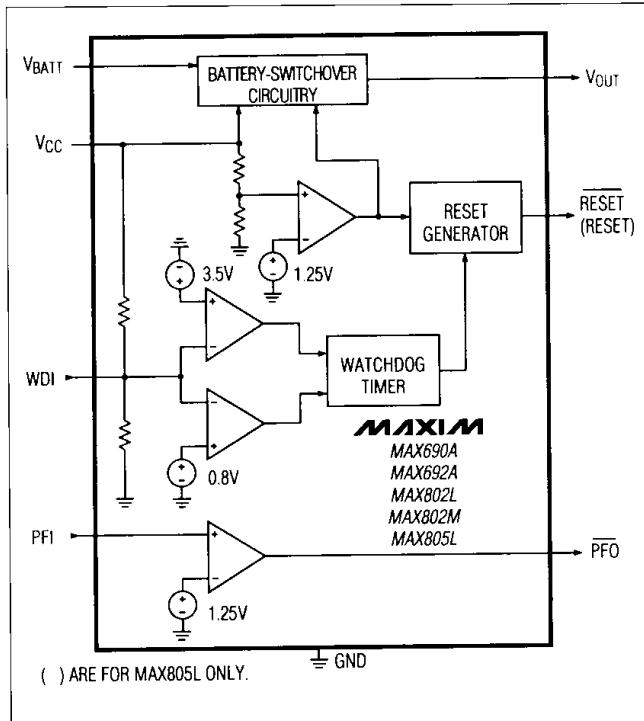 VBATT
BATTERY-SWITCHOVER
CIRCUITRY
VOUT
VCC
RESET
GENERATOR
RESET
(RESET)
+
−
−
+
3.5V
+
−
1.25V
+
−
WDI
WATCHDOG
TIMER
−
+
+
−
0.8V
MAXIM
MAX690A
MAX692A
MAX802L
MAX802M
MAX805L
PFI
+
−
PFO
+
−
1.25V
GND
( ) ARE FOR MAX805L ONLY.